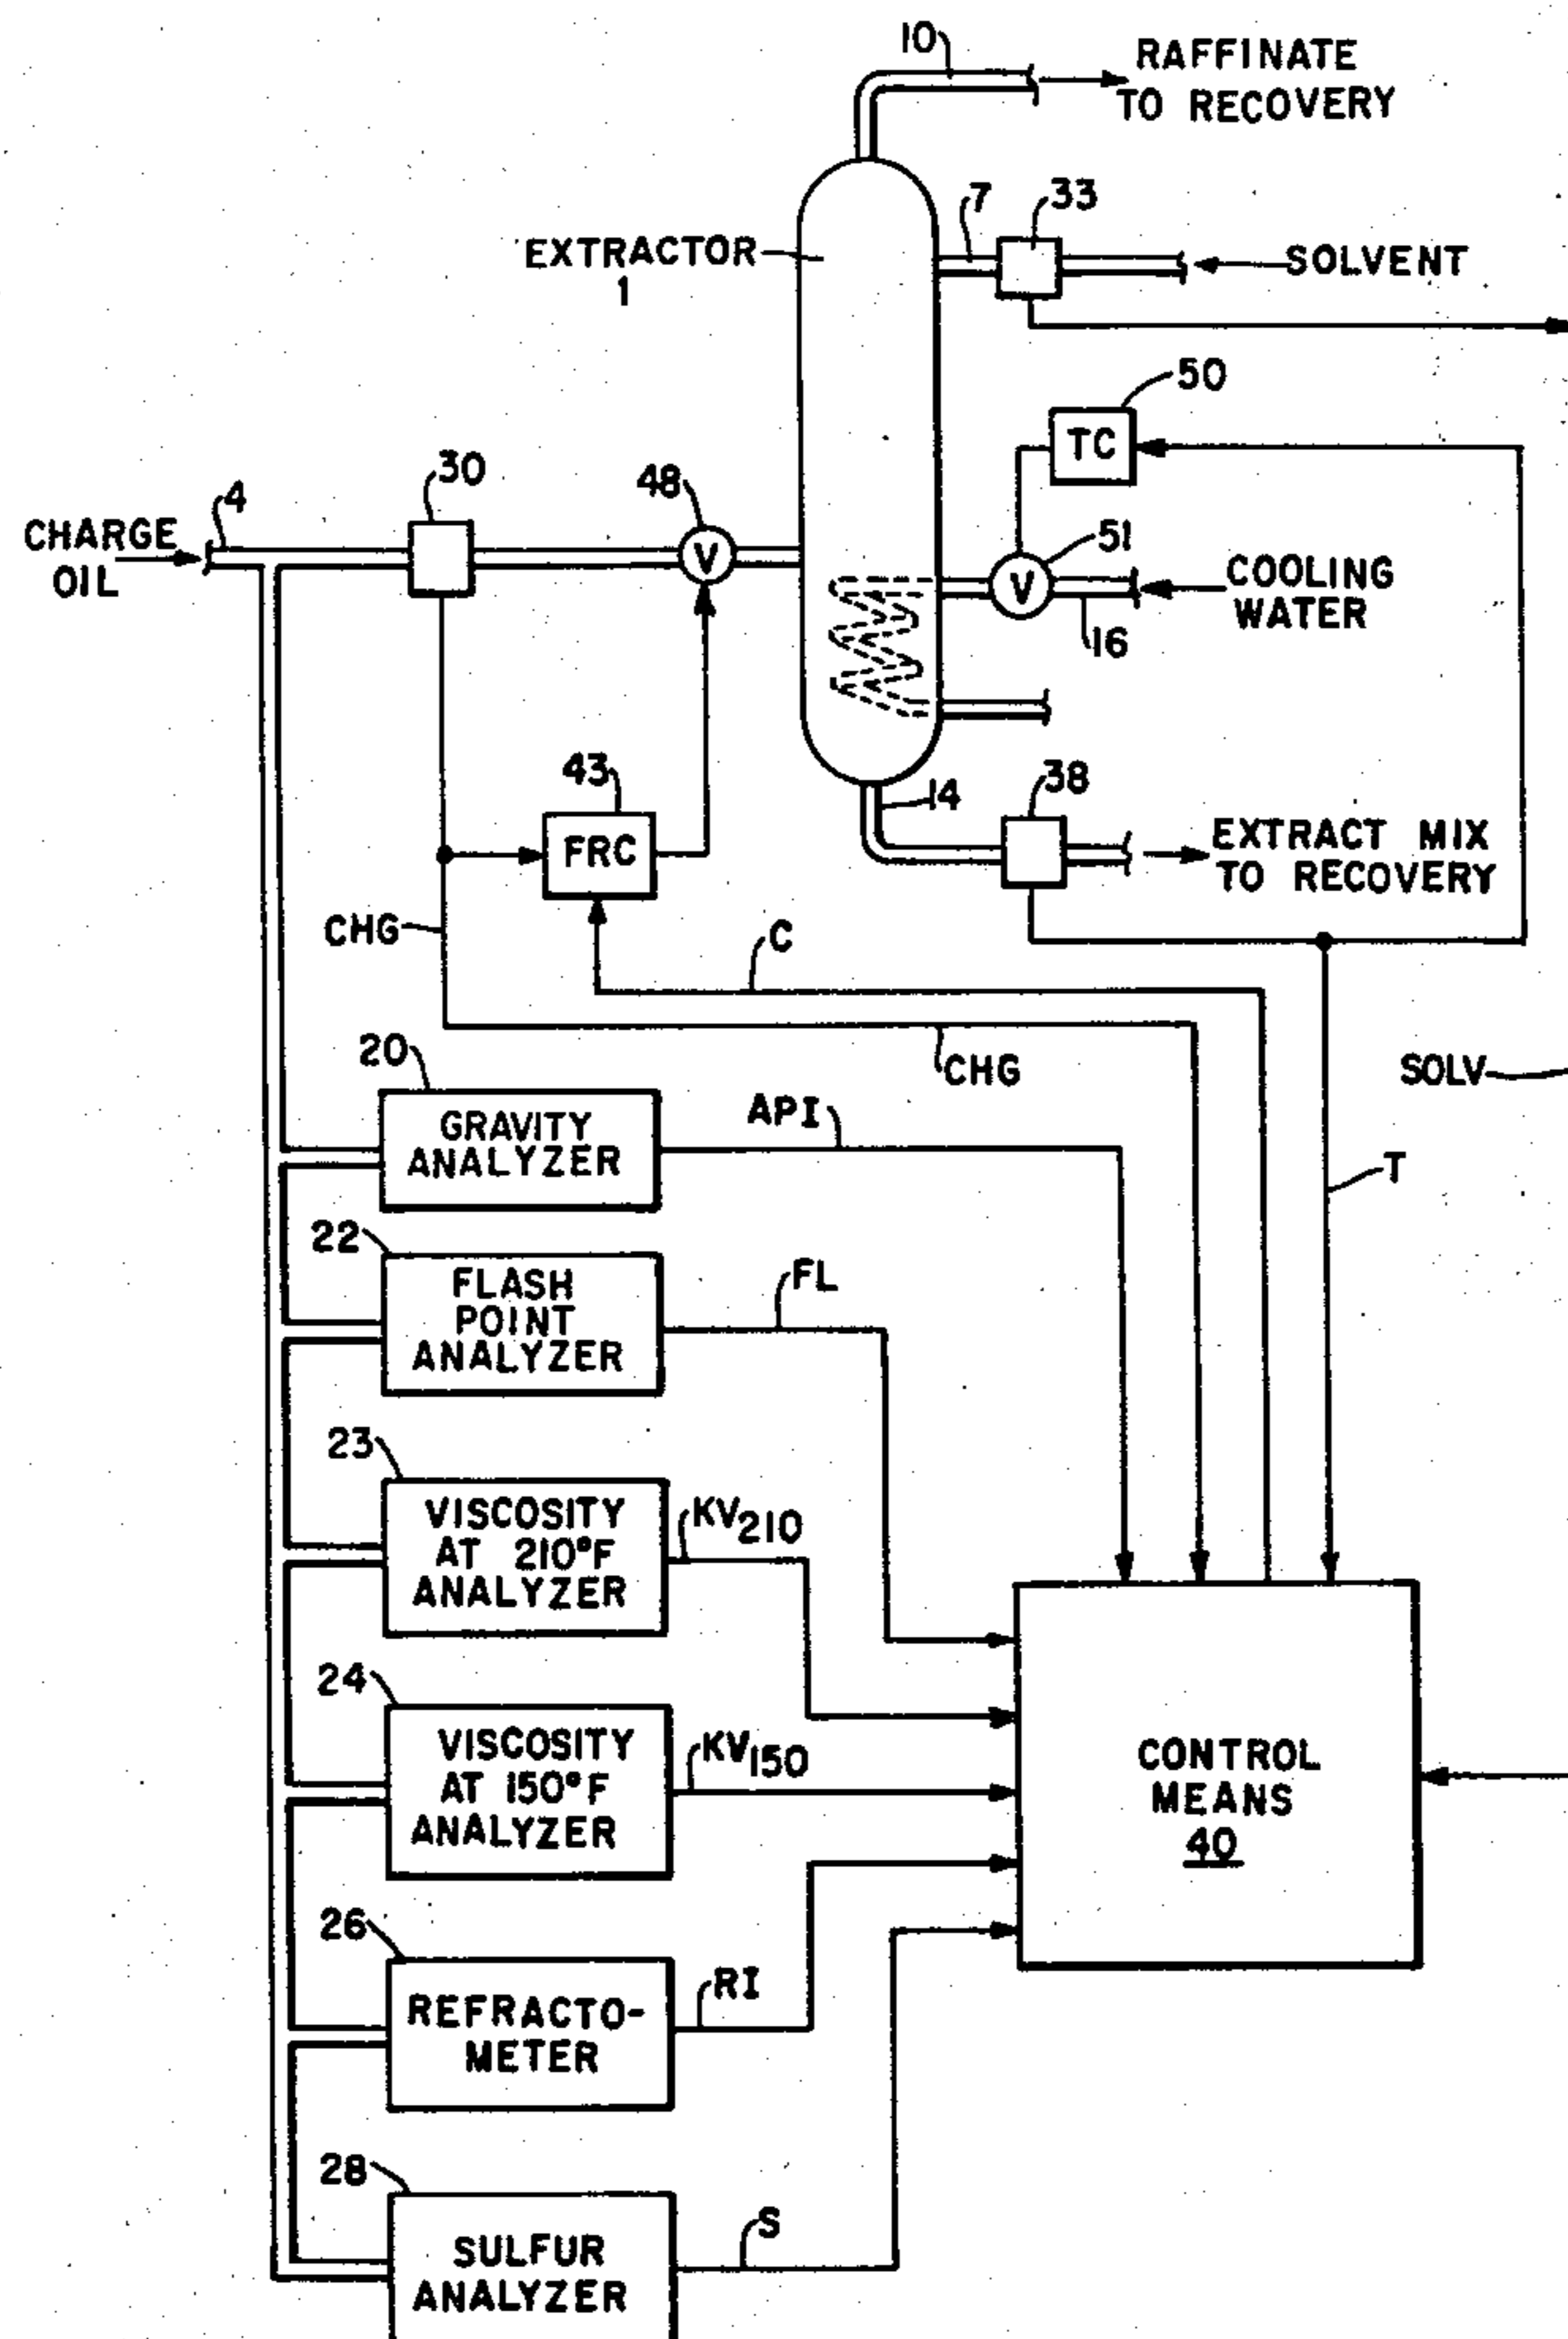 10
RAFFINATE
TO RECOVERY
7
33
EXTRACTOR
1
SOLVENT
50
TC
30
48
4
CHARGE
OIL
V
51
V
COOLING
WATER
16
43
FRC
14
38
EXTRACT MIX
TO RECOVERY
CHG
C
CHG
SOLV
20
GRAVITY
ANALYZER
API
T
22
FLASH
POINT
ANALYZER
FL
23
VISCOSITY
AT 210°F
ANALYZER
KV210
24
VISCOSITY
AT 150°F
ANALYZER
KV150
CONTROL
MEANS
40
26
REFRACTO-
METER
RI
28
SULFUR
ANALYZER
S